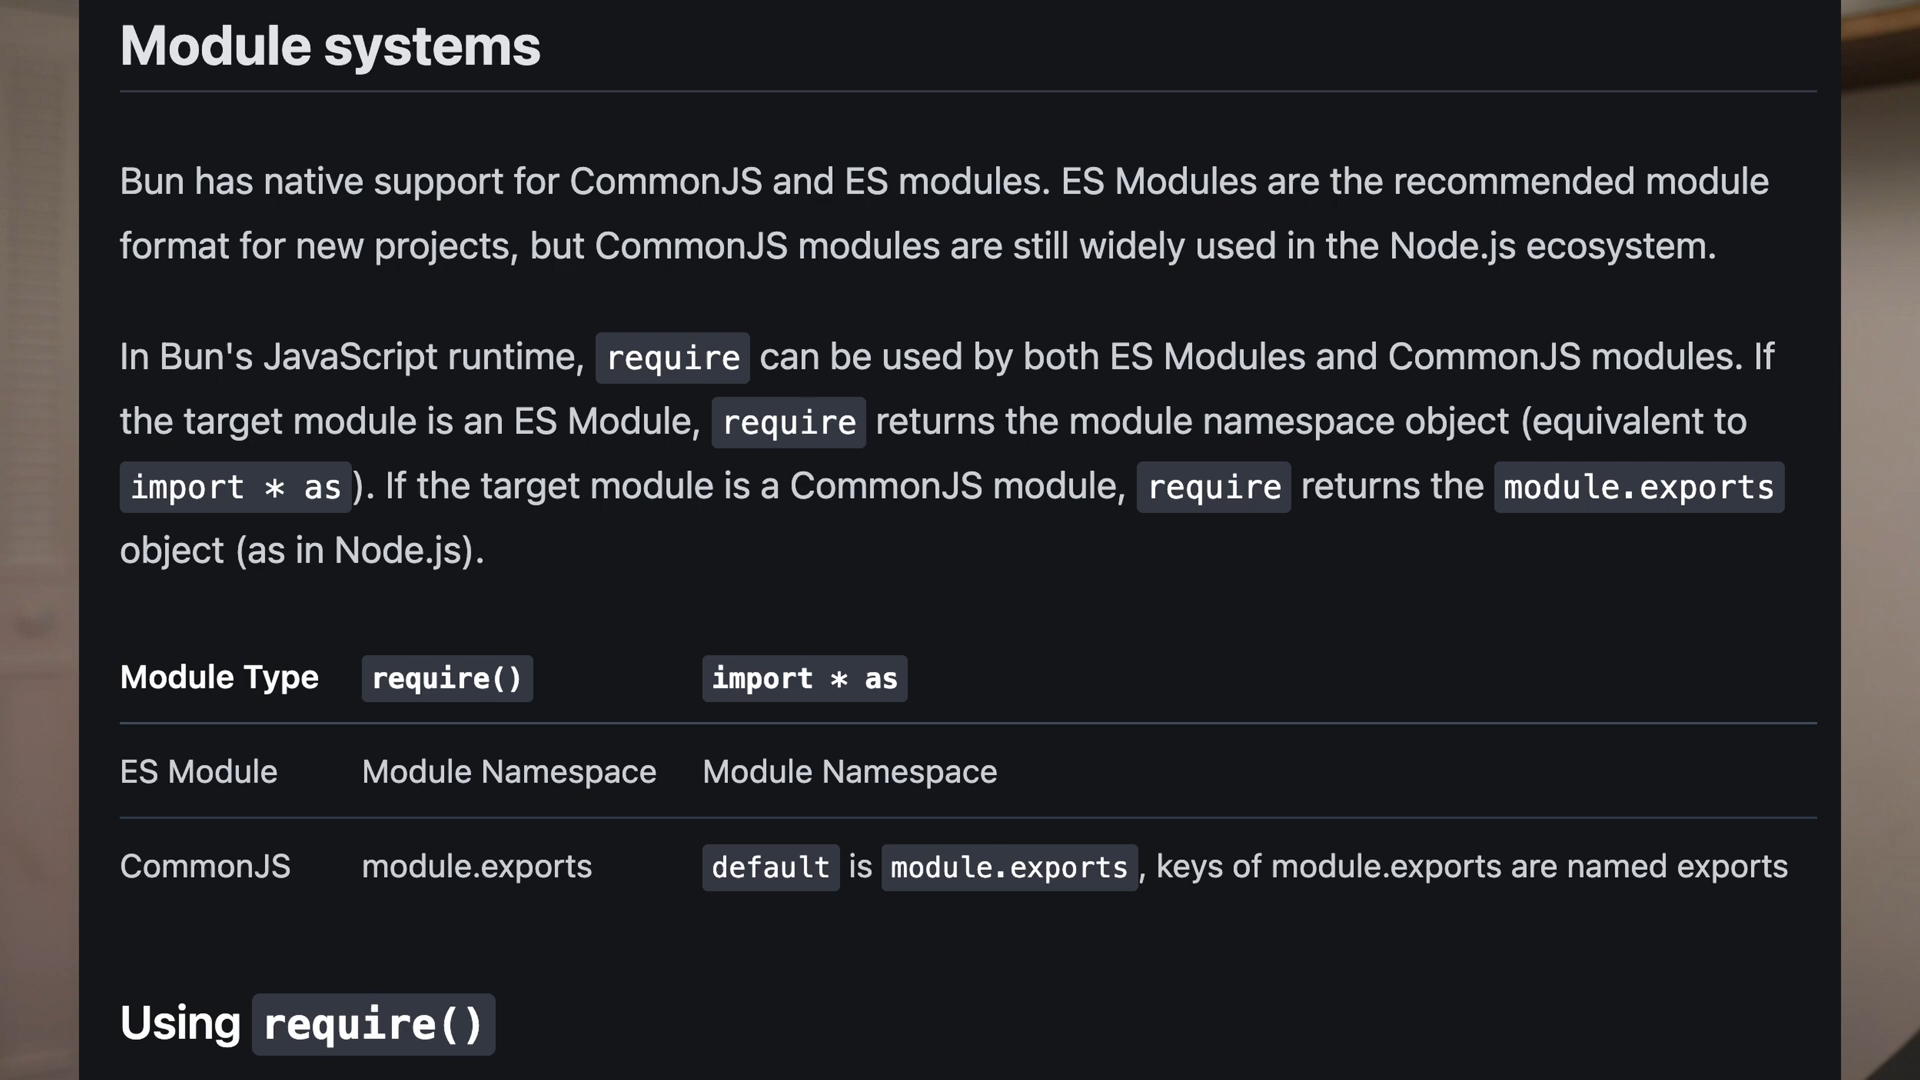 Module systems
Bun has native support for CommonJS and ES modules. ES Modules are the recommended module
format for new projects, but CommonJS modules are still widely used in the Node.js ecosystem.
In Bun's JavaScript runtime, require can be used by both ES Modules and CommonJS modules. If
the target module is an ES Module, require returns the module namespace object (equivalent to
import * as). If the target module is a CommonJS module, require returns the module.exports
object (as in Node.js).
Module Type require() import * as
ES Module Module Namespace Module Namespace
CommonJS module.exports default is module.exports, keys of module.exports are named exports
Using require()